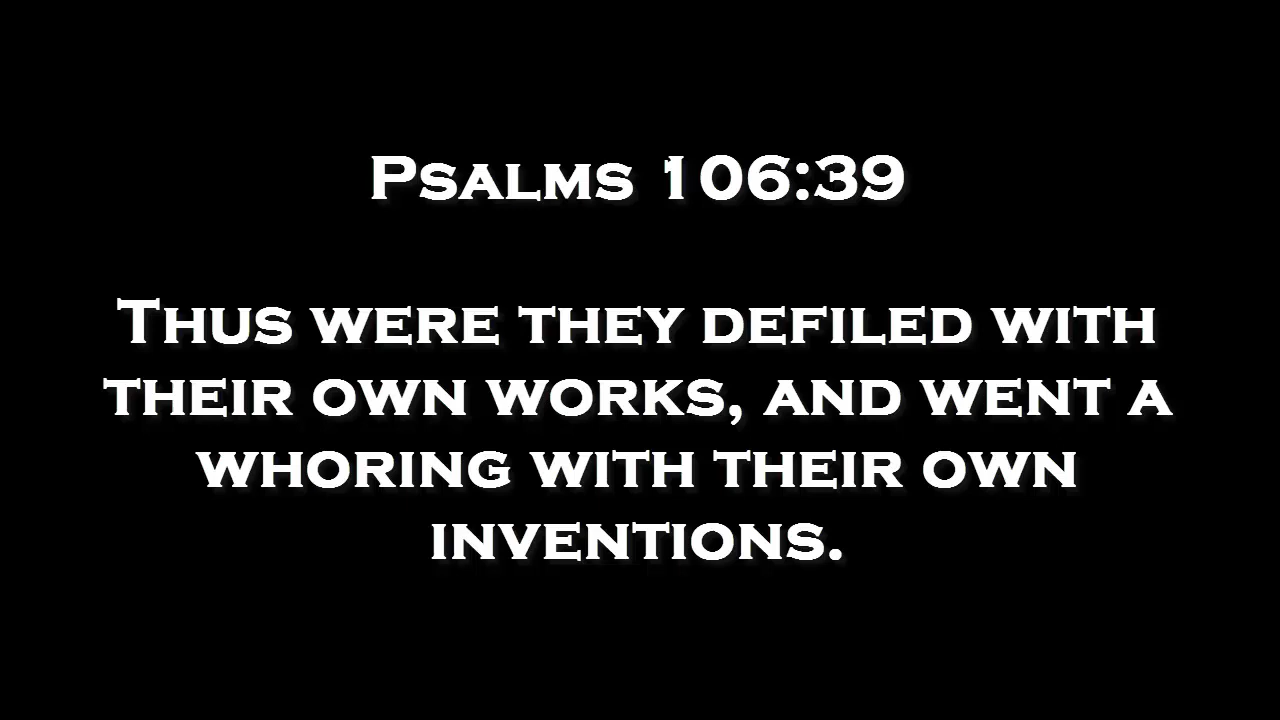 Psalms 106:39
Thus were they defiled with
their own works, and went a
whoring with their own
inventions.